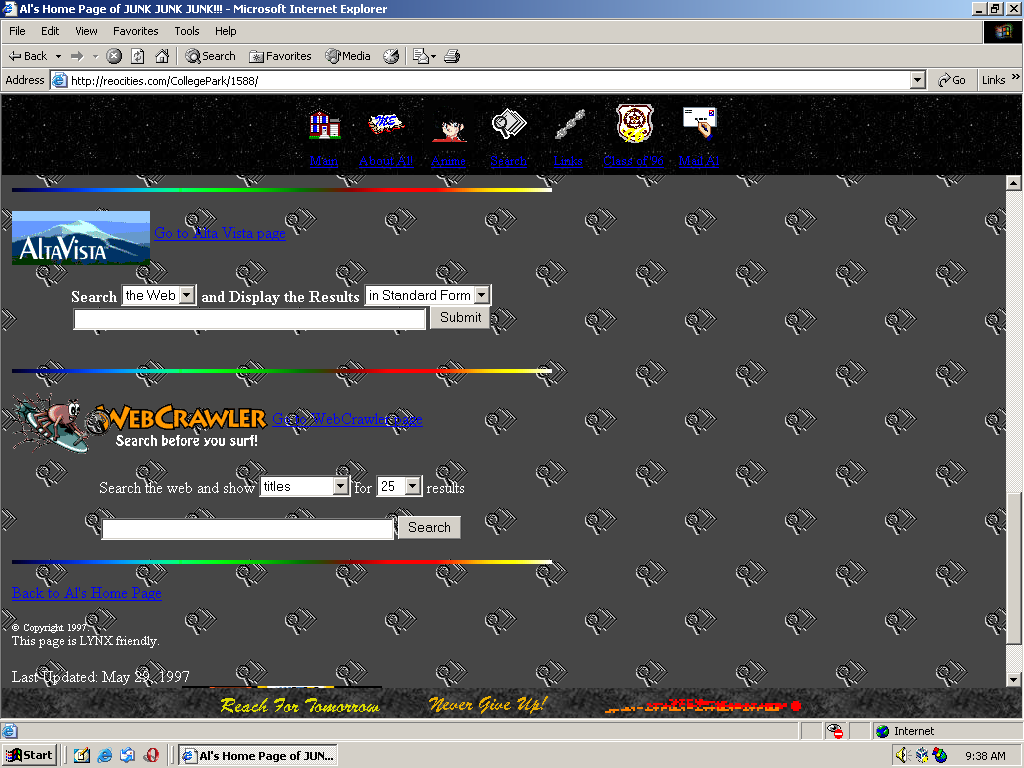 Al's Home Page of JUNK JUNK JUNK!!! - Microsoft Internet Explorer
File Edit View Favorites Tools Help
Back Search Favorites Media
Address http://reocities.com/CollegePark/1588/ Go Links »
Main About Al! Anime Search Links Class of '96 Mail Al
ALTAVISTA™ Go to Alta Vista page
Search the Web and Display the Results in Standard Form
Submit
WEBCRAWLER Go to WebCrawler page
Search before you surf!
Search the web and show titles for 25 results
Search
Back to Al's Home Page
© Copyright 1997.
This page is LYNX friendly.
Last Updated: May 29, 1997
Reach For Tomorrow Never Give Up!
Internet
Start Al's Home Page of JUN... 9:38 AM